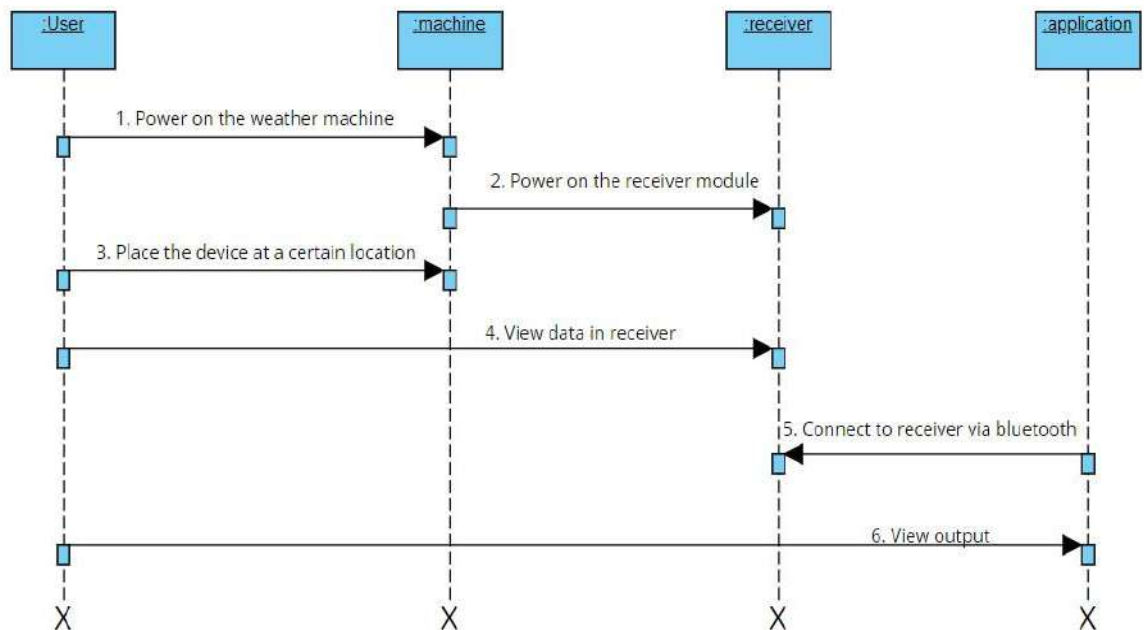 :User
:machine
:receiver
:application
1. Power on the weather machine
2. Power on the receiver module
3. Place the device at a certain location
4. View data in receiver
5. Connect to receiver via bluetooth
6. View output
X
X
X
X